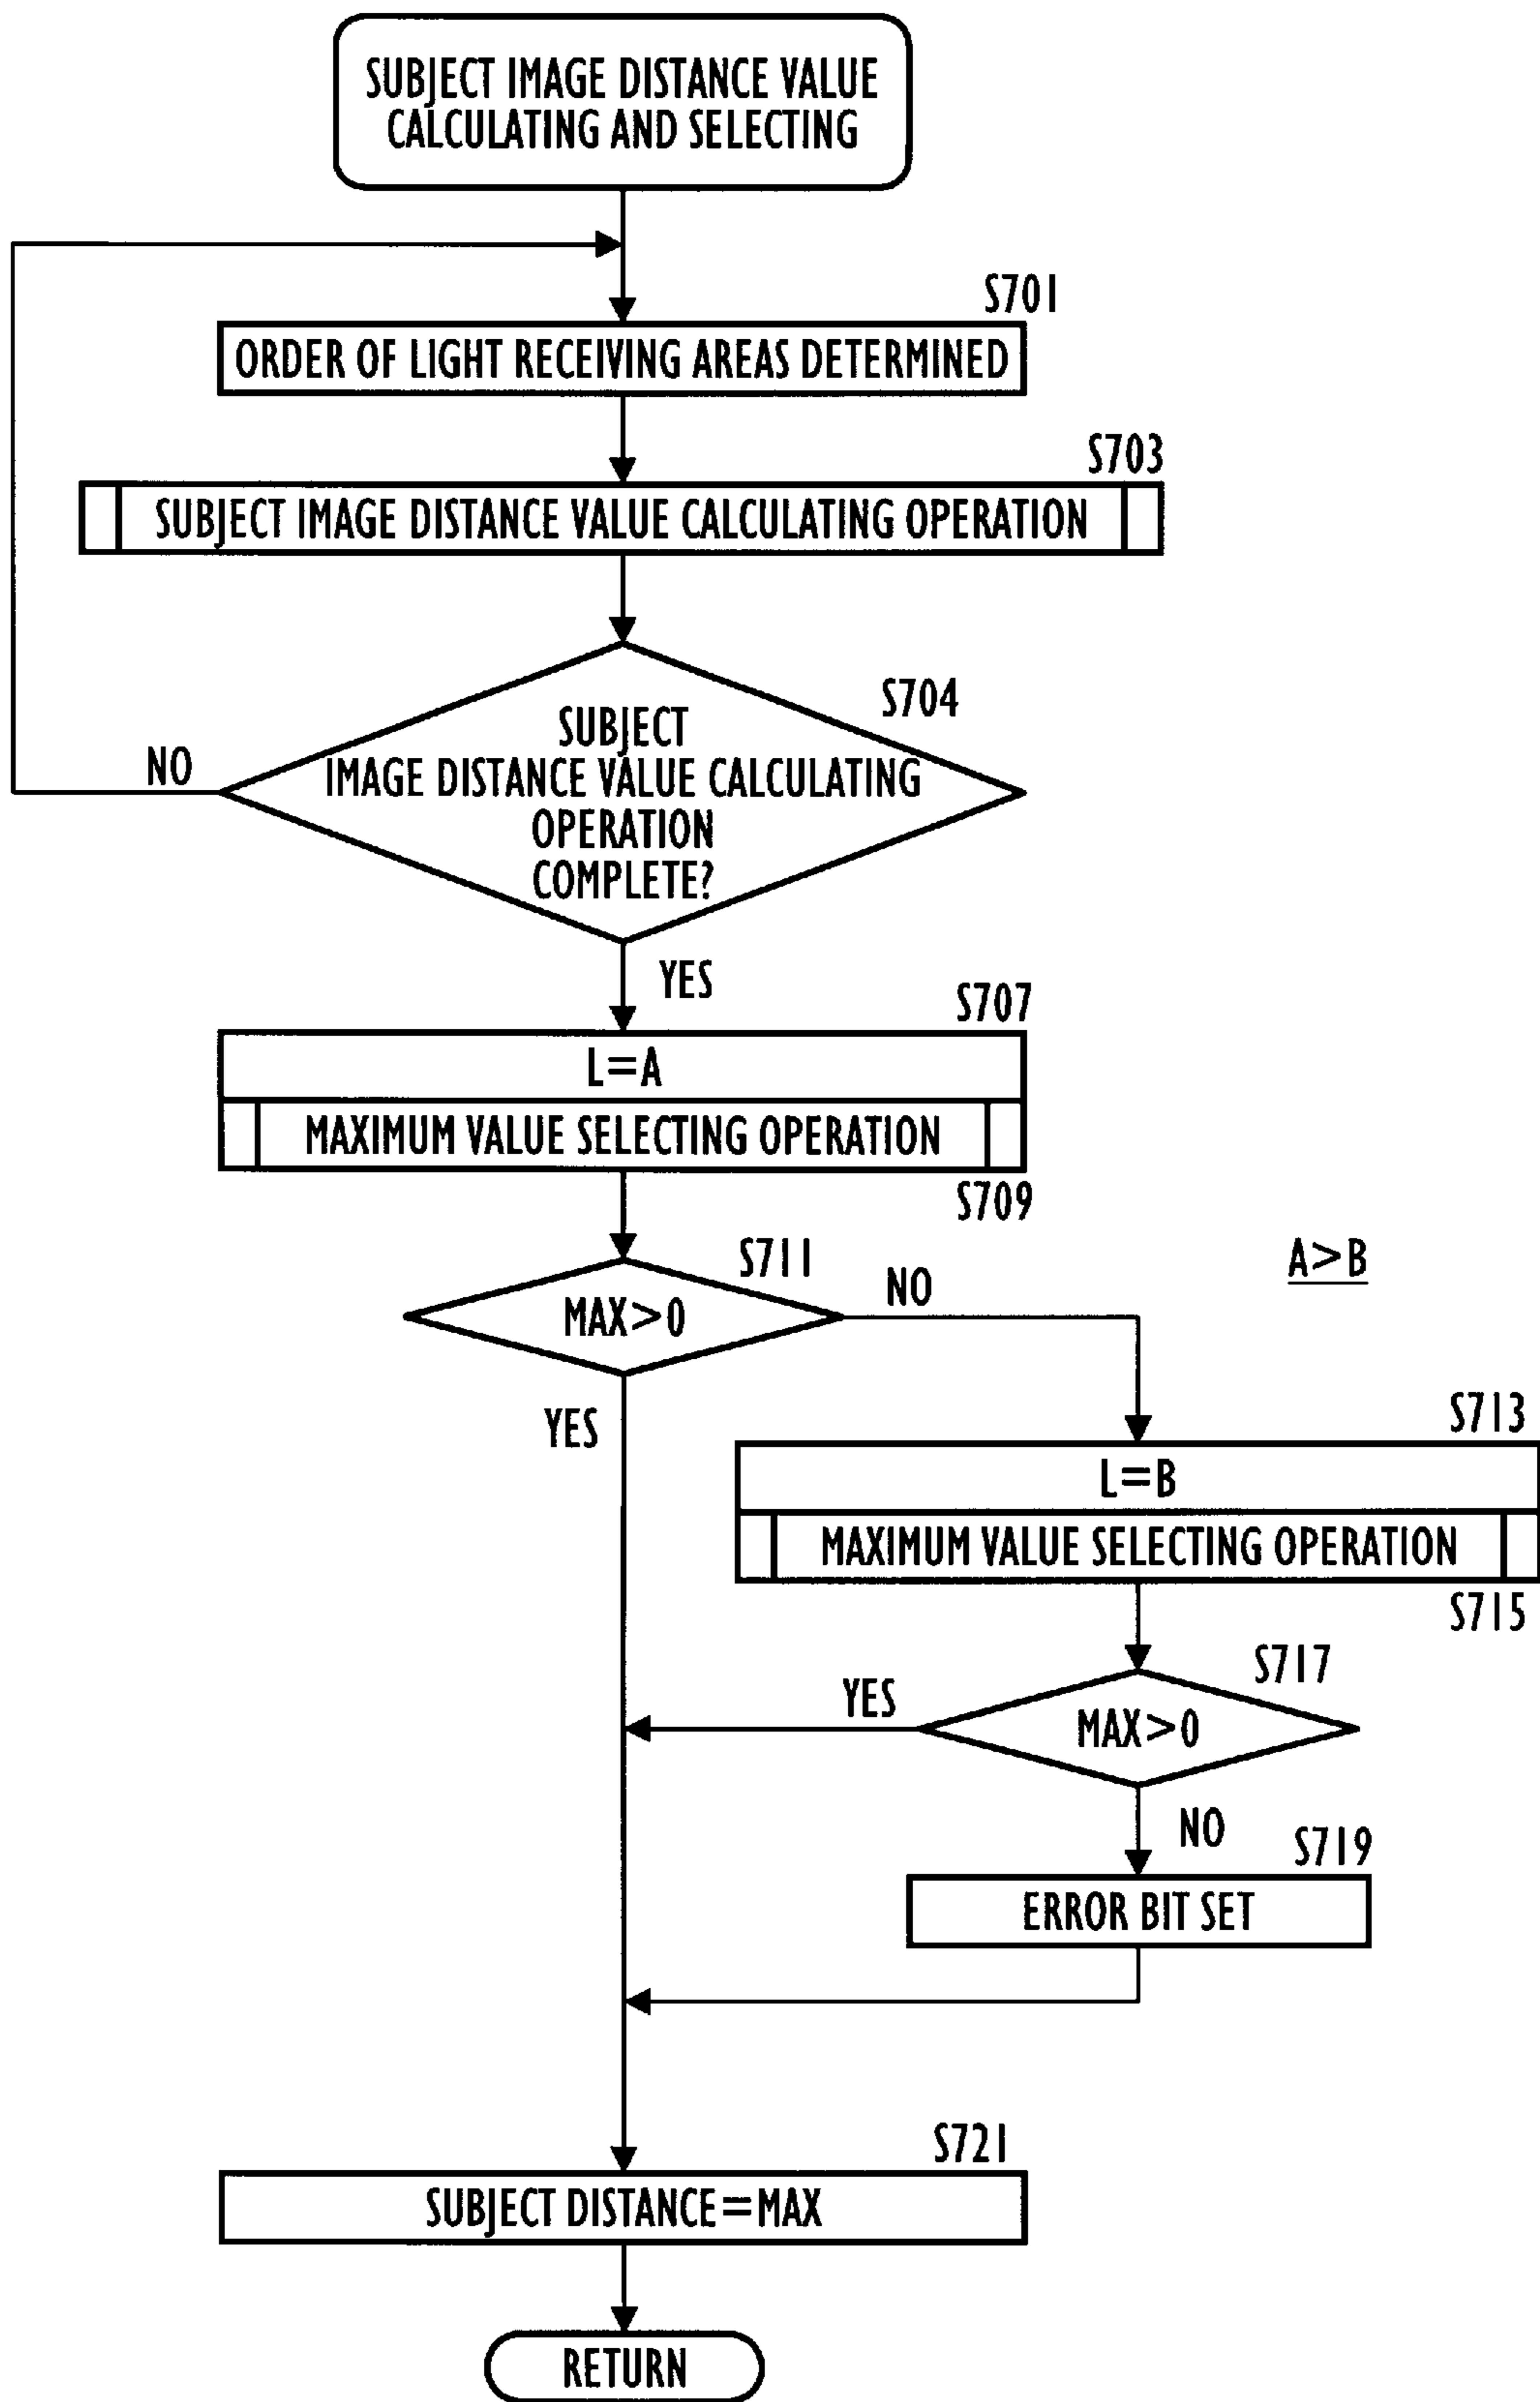 SUBJECT IMAGE DISTANCE VALUE
CALCULATING AND SELECTING
S701
ORDER OF LIGHT RECEIVING AREAS DETERMINED
S703
SUBJECT IMAGE DISTANCE VALUE CALCULATING OPERATION
S704
SUBJECT
IMAGE DISTANCE VALUE CALCULATING
OPERATION
COMPLETE?
NO
YES
S707
L=A
MAXIMUM VALUE SELECTING OPERATION
S709
S711
MAX>0
NO
A>B
YES
S713
L=B
MAXIMUM VALUE SELECTING OPERATION
S715
S717
YES
MAX>0
NO
S719
ERROR BIT SET
S721
SUBJECT DISTANCE=MAX
RETURN